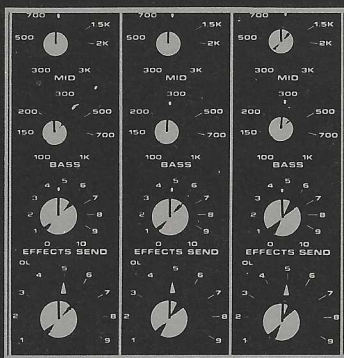 700 700 700
1.5K 1.5K 1.5K
500 2K 500 2K 500 2K
300 3K 300 3K 300 3K
MID MID MID
300 300 300
200 500 200 500 200 500
150 700 150 700 150 700
100 1K 100 1K 100 1K
BASS BASS BASS
4 5 6 4 5 6 4 5 6
3 7 3 7 3 7
2 8 2 8 2 8
1 9 1 9 1 9
0 10 0 10 0 10
EFFECTS SEND EFFECTS SEND EFFECTS SEND
OL OL OL
4 5 6 4 5 6 4 5 6
3 7 3 7 3 7
2 8 2 8 2 8
1 9 1 9 1 9